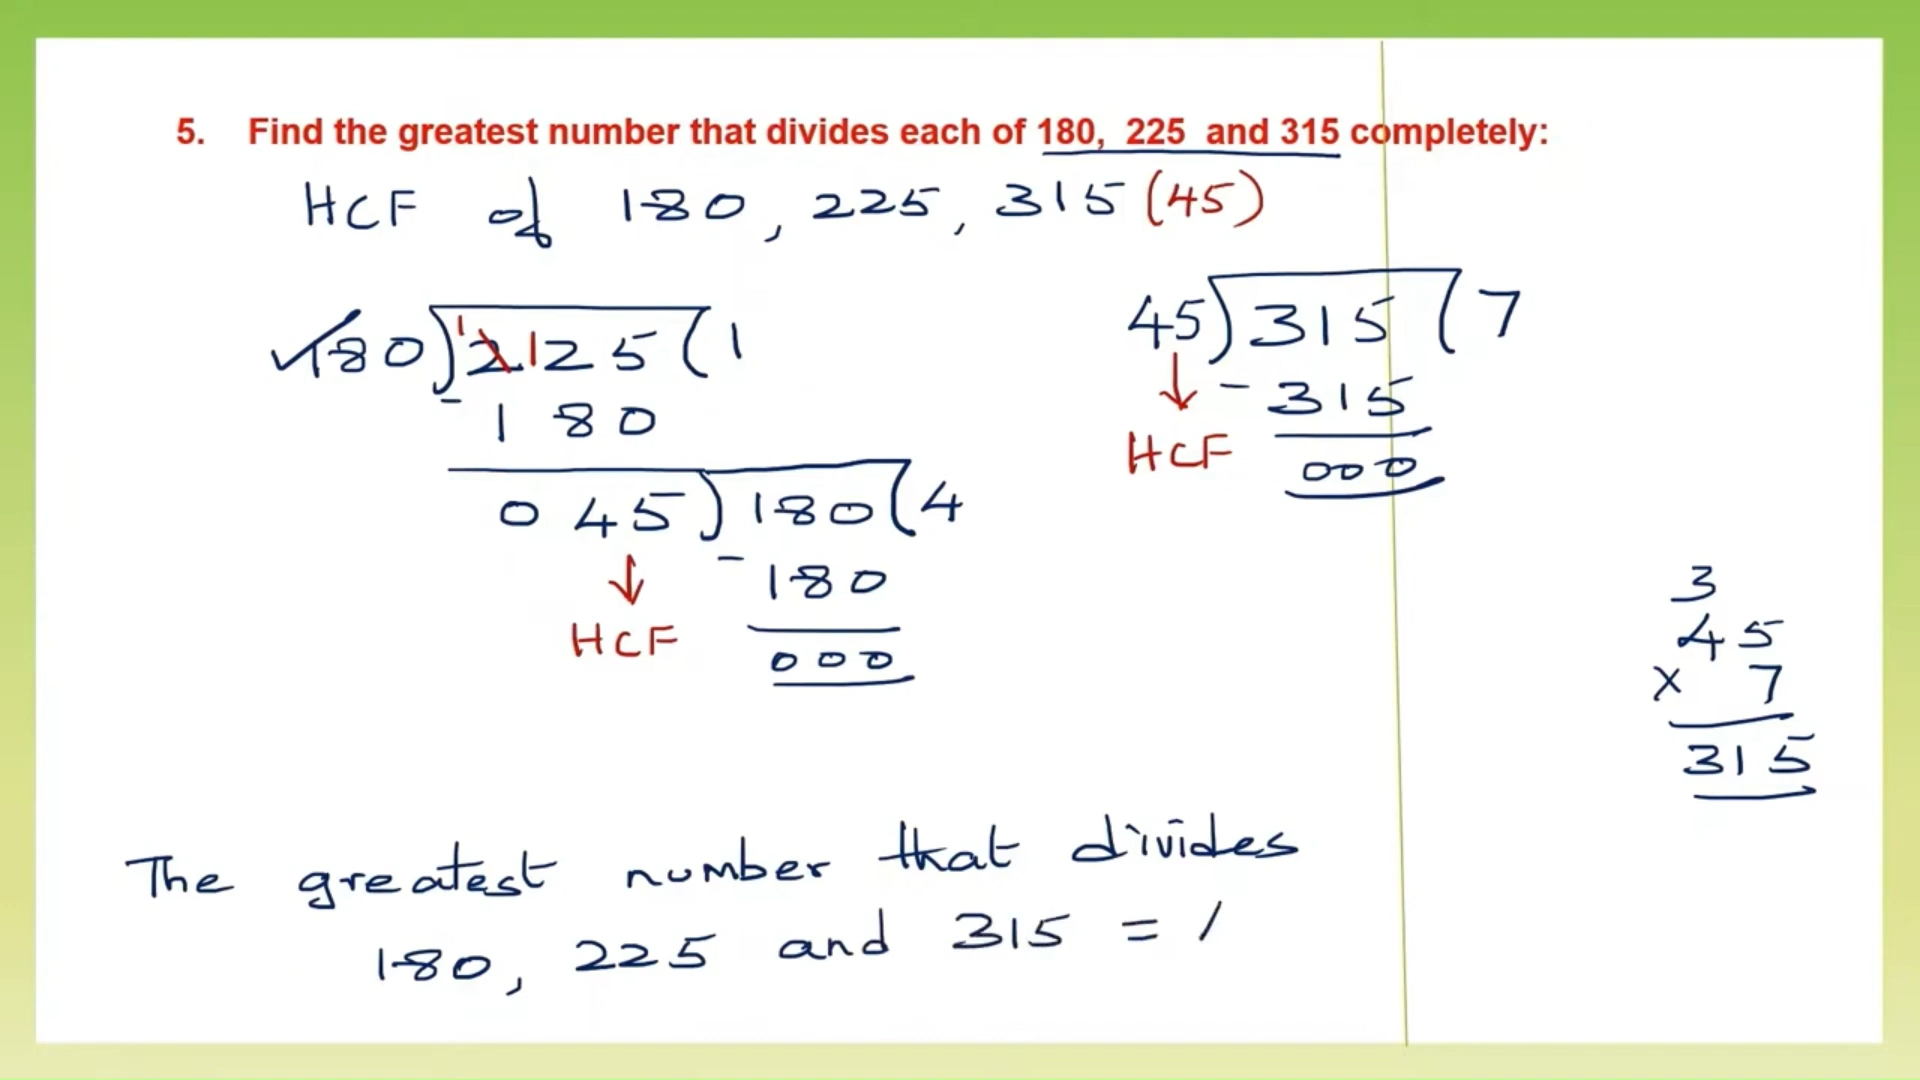 5. Find the greatest number that divides each of 180, 225 and 315 completely:
HCF of 180, 225, 315 (45)
180) 225 (1
1 1
- 180
045) 180 (4
- 180
000
HCF
45) 315 (7
- 315
000
HCF
3
45
x 7
315
The greatest number that divides
180, 225 and 315 =